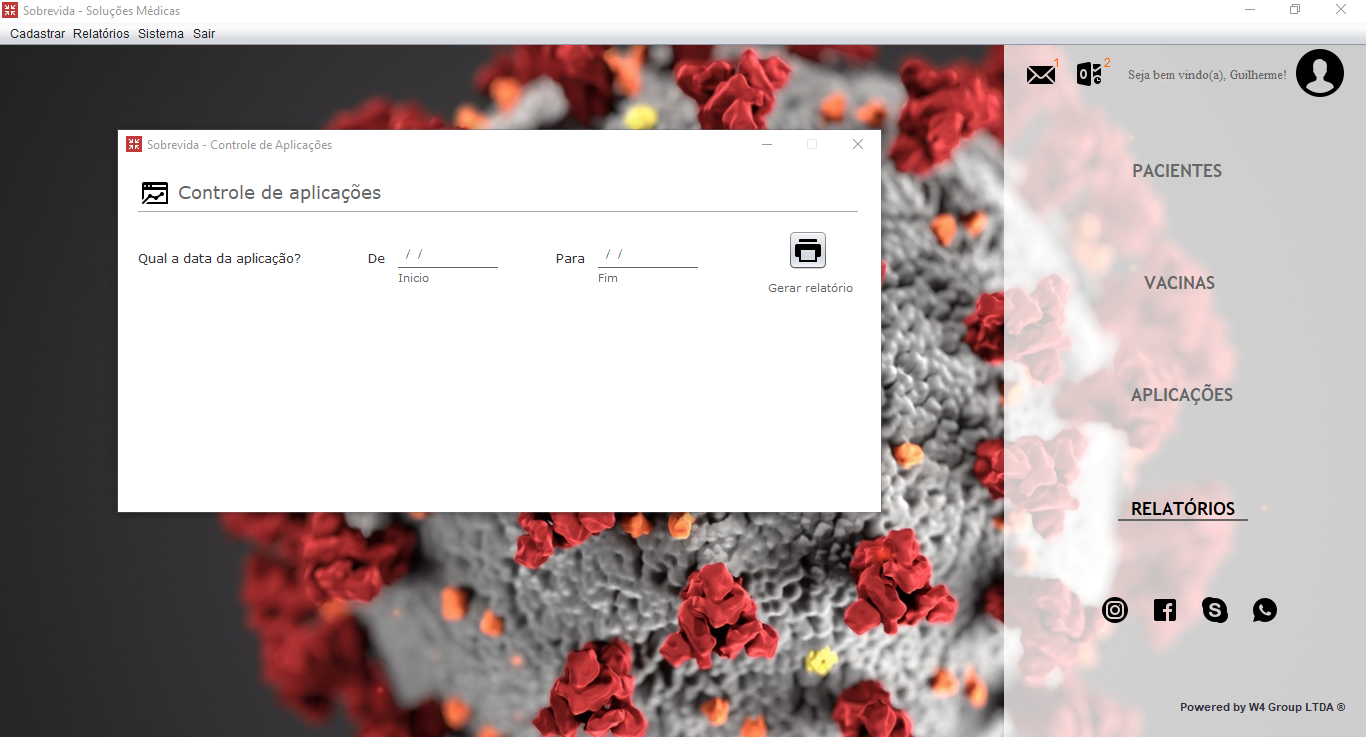 Sobrevida - Soluções Médicas
Cadastrar Relatórios Sistema Sair
1
2
Seja bem vindo(a), Guilherme!
Sobrevida - Controle de Aplicações
Controle de aplicações
Qual a data da aplicação? De / / Para / /
Inicio Fim
Gerar relatório
PACIENTES
VACINAS
APLICAÇÕES
RELATÓRIOS
Powered by W4 Group LTDA ®